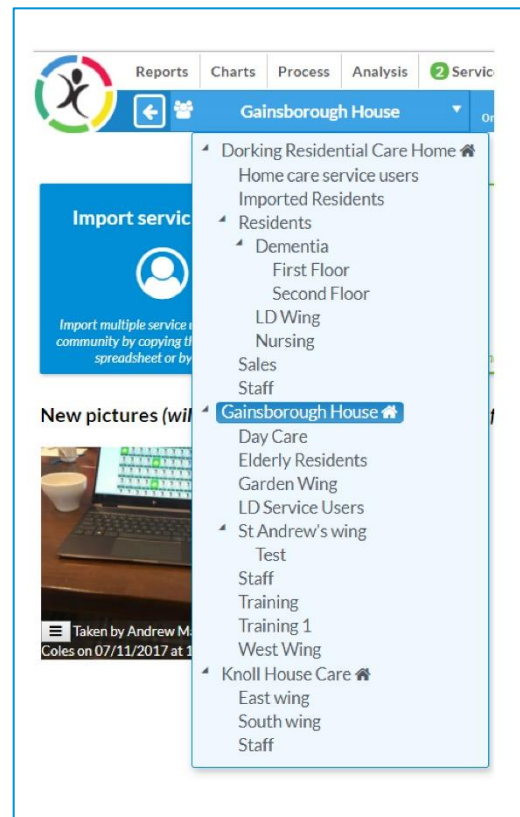 Reports Charts Process Analysis 2 Servic
Gainsborough House
Or
Dorking Residential Care Home
Home care service users
Imported Residents
Residents
Dementia
First Floor
Second Floor
LD Wing
Nursing
Sales
Staff
Gainsborough House
Day Care
Elderly Residents
Garden Wing
LD Service Users
St Andrew's wing
Test
Staff
Training
Training 1
West Wing
Knoll House Care
East wing
South wing
Staff
Import servic
Import multiple service
community by copying th
spreadsheet or by
New pictures (wil
Taken by Andrew Ma
Coles on 07/11/2017 at 1